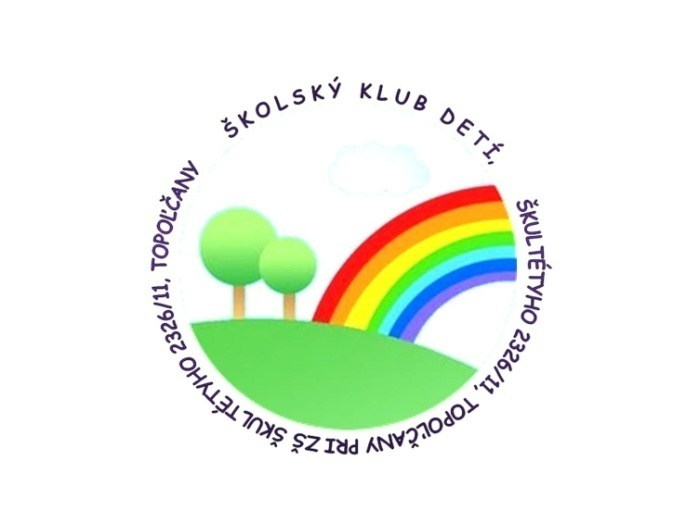 ŠKOLSKÝ KLUB DETÍ,
ŠKULTÉTYHO 2326/11, TOPOĽČANY PRI ZŠ ŠKULTÉTYHO 2326/11, TOPOĽČANY